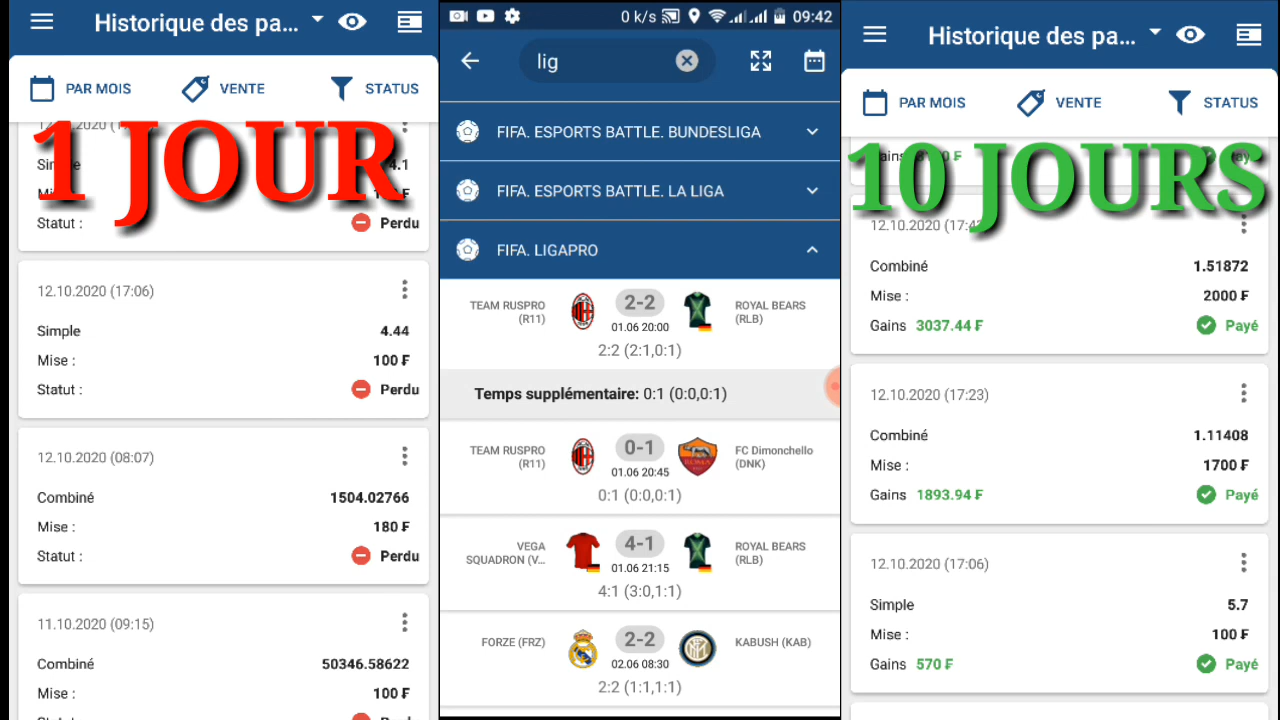 Historique des pa...
PAR MOIS
VENTE
STATUS
1 JOUR
4.1
Statut :
Perdu
12.10.2020 (17:06)
Simple
4.44
Mise :
100 ₣
Statut :
Perdu
12.10.2020 (08:07)
Combiné
1504.02766
Mise :
180 ₣
Statut :
Perdu
11.10.2020 (09:15)
Combiné
50346.58622
Mise :
100 ₣
0 k/s
09:42
lig
FIFA. ESPORTS BATTLE. BUNDESLIGA
FIFA. ESPORTS BATTLE. LA LIGA
FIFA. LIGAPRO
TEAM RUSPRO
(R11)
2-2
01.06 20:00
ROYAL BEARS
(RLB)
2:2 (2:1,0:1)
Temps supplémentaire: 0:1 (0:0,0:1)
TEAM RUSPRO
(R11)
0-1
01.06 20:45
FC Dimonchello
(DNK)
0:1 (0:0,0:1)
VEGA
SQUADRON (V...
4-1
01.06 21:15
ROYAL BEARS
(RLB)
4:1 (3:0,1:1)
FORZE (FRZ)
2-2
02.06 08:30
KABUSH (KAB)
2:2 (1:1,1:1)
Historique des pa...
PAR MOIS
VENTE
STATUS
10 JOURS
Combiné
1.51872
Mise :
2000 ₣
Gains 3037.44 ₣
Payé
12.10.2020 (17:23)
Combiné
1.11408
Mise :
1700 ₣
Gains 1893.94 ₣
Payé
12.10.2020 (17:06)
Simple
5.7
Mise :
100 ₣
Gains 570 ₣
Payé